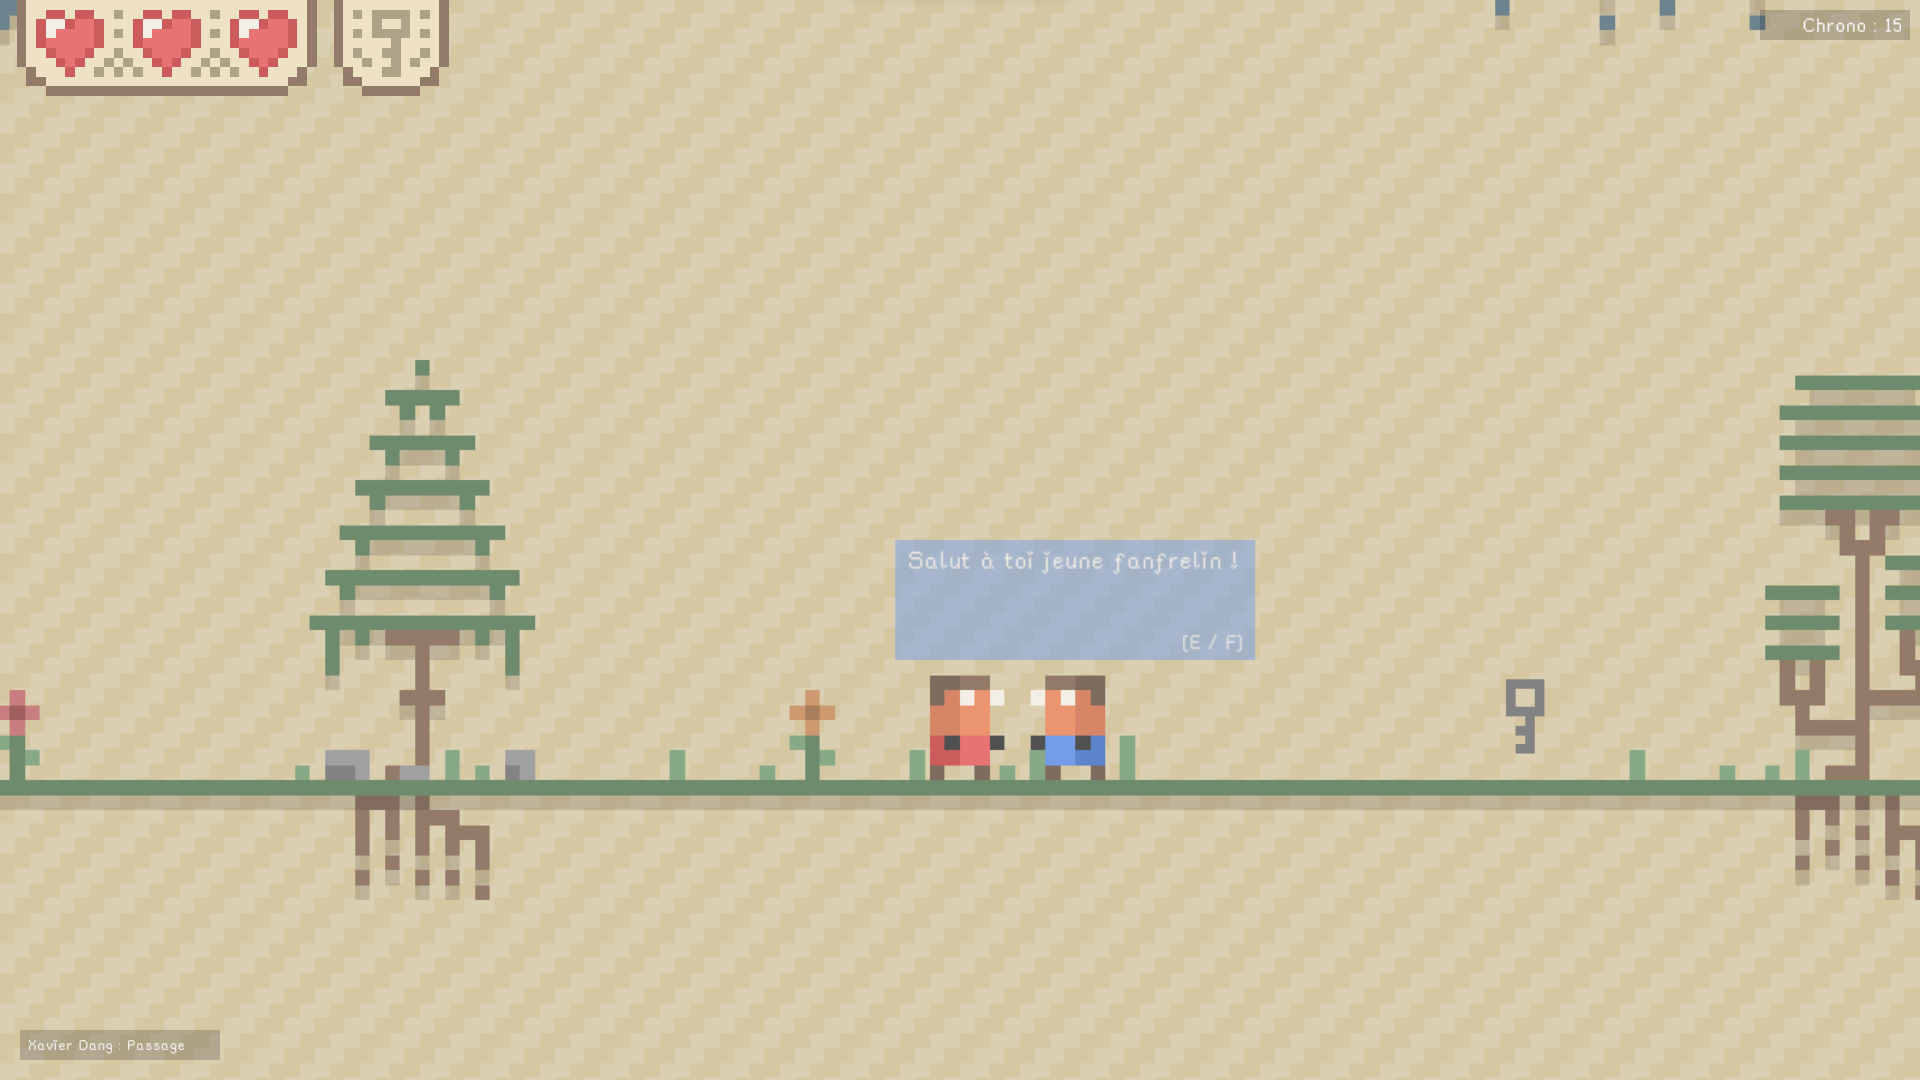 Chrono : 15
Salut à toi jeune fanfrelin !
(E / F)
Xavier Dang : Passage